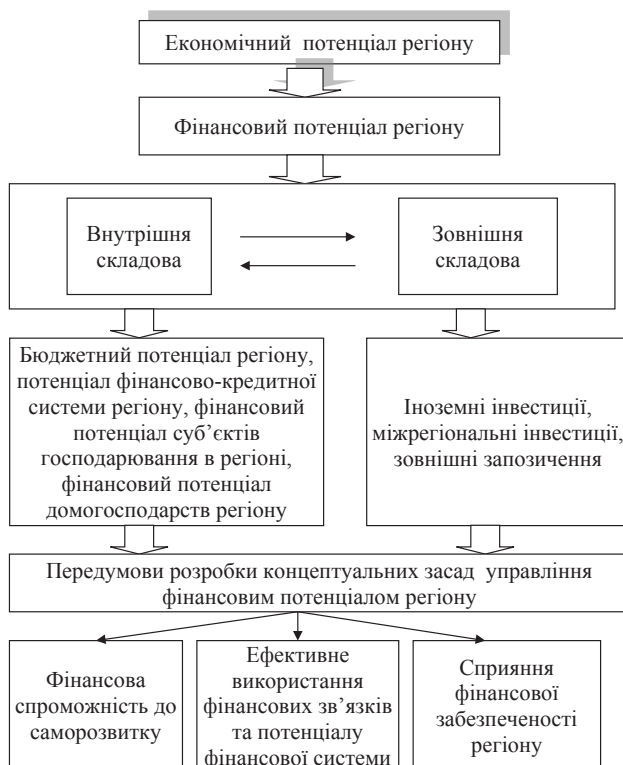 Економічний потенціал регіону
Фінансовий потенціал регіону
Внутрішня
складова
Зовнішня
складова
Бюджетний потенціал регіону,
потенціал фінансово-кредитної
системи регіону, фінансовий
потенціал суб’єктів
господарювання в регіоні,
фінансовий потенціал
домогосподарств регіону
Іноземні інвестиції,
міжрегіональні інвестиції,
зовнішні запозичення
Передумови розробки концептуальних засад управління
фінансовим потенціалом регіону
Фінансова
спроможність до
саморозвитку
Ефективне
використання
фінансових зв’язків
та потенціалу
фінансової системи
Сприяння
фінансової
забезпеченості
регіону